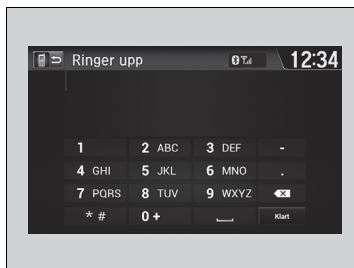 Ringer upp 12:34
1 2 ABC 3 DEF -
4 GHI 5 JKL 6 MNO .
7 PQRS 8 TUV 9 WXYZ
* # 0 + Klart